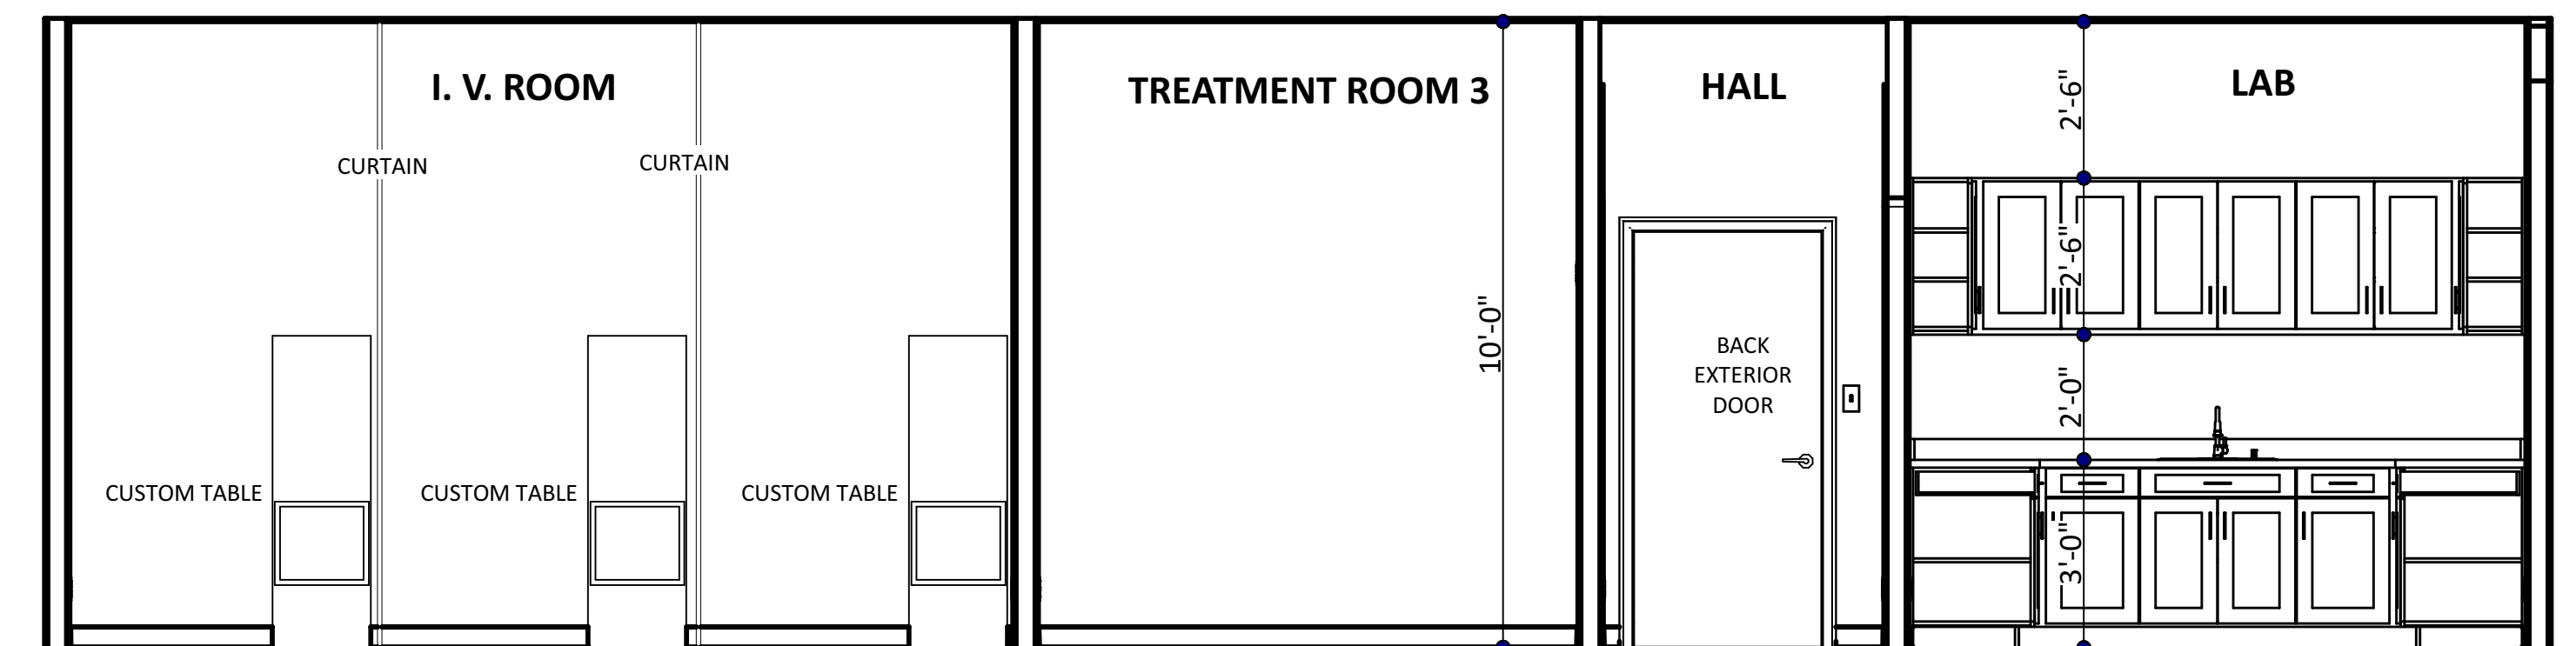 I. V. ROOM
TREATMENT ROOM 3
HALL
LAB
CURTAIN
CURTAIN
CUSTOM TABLE
CUSTOM TABLE
CUSTOM TABLE
10'-0"
BACK
EXTERIOR
DOOR
2'-6"
2'-6"
2'-0"
3'-0"